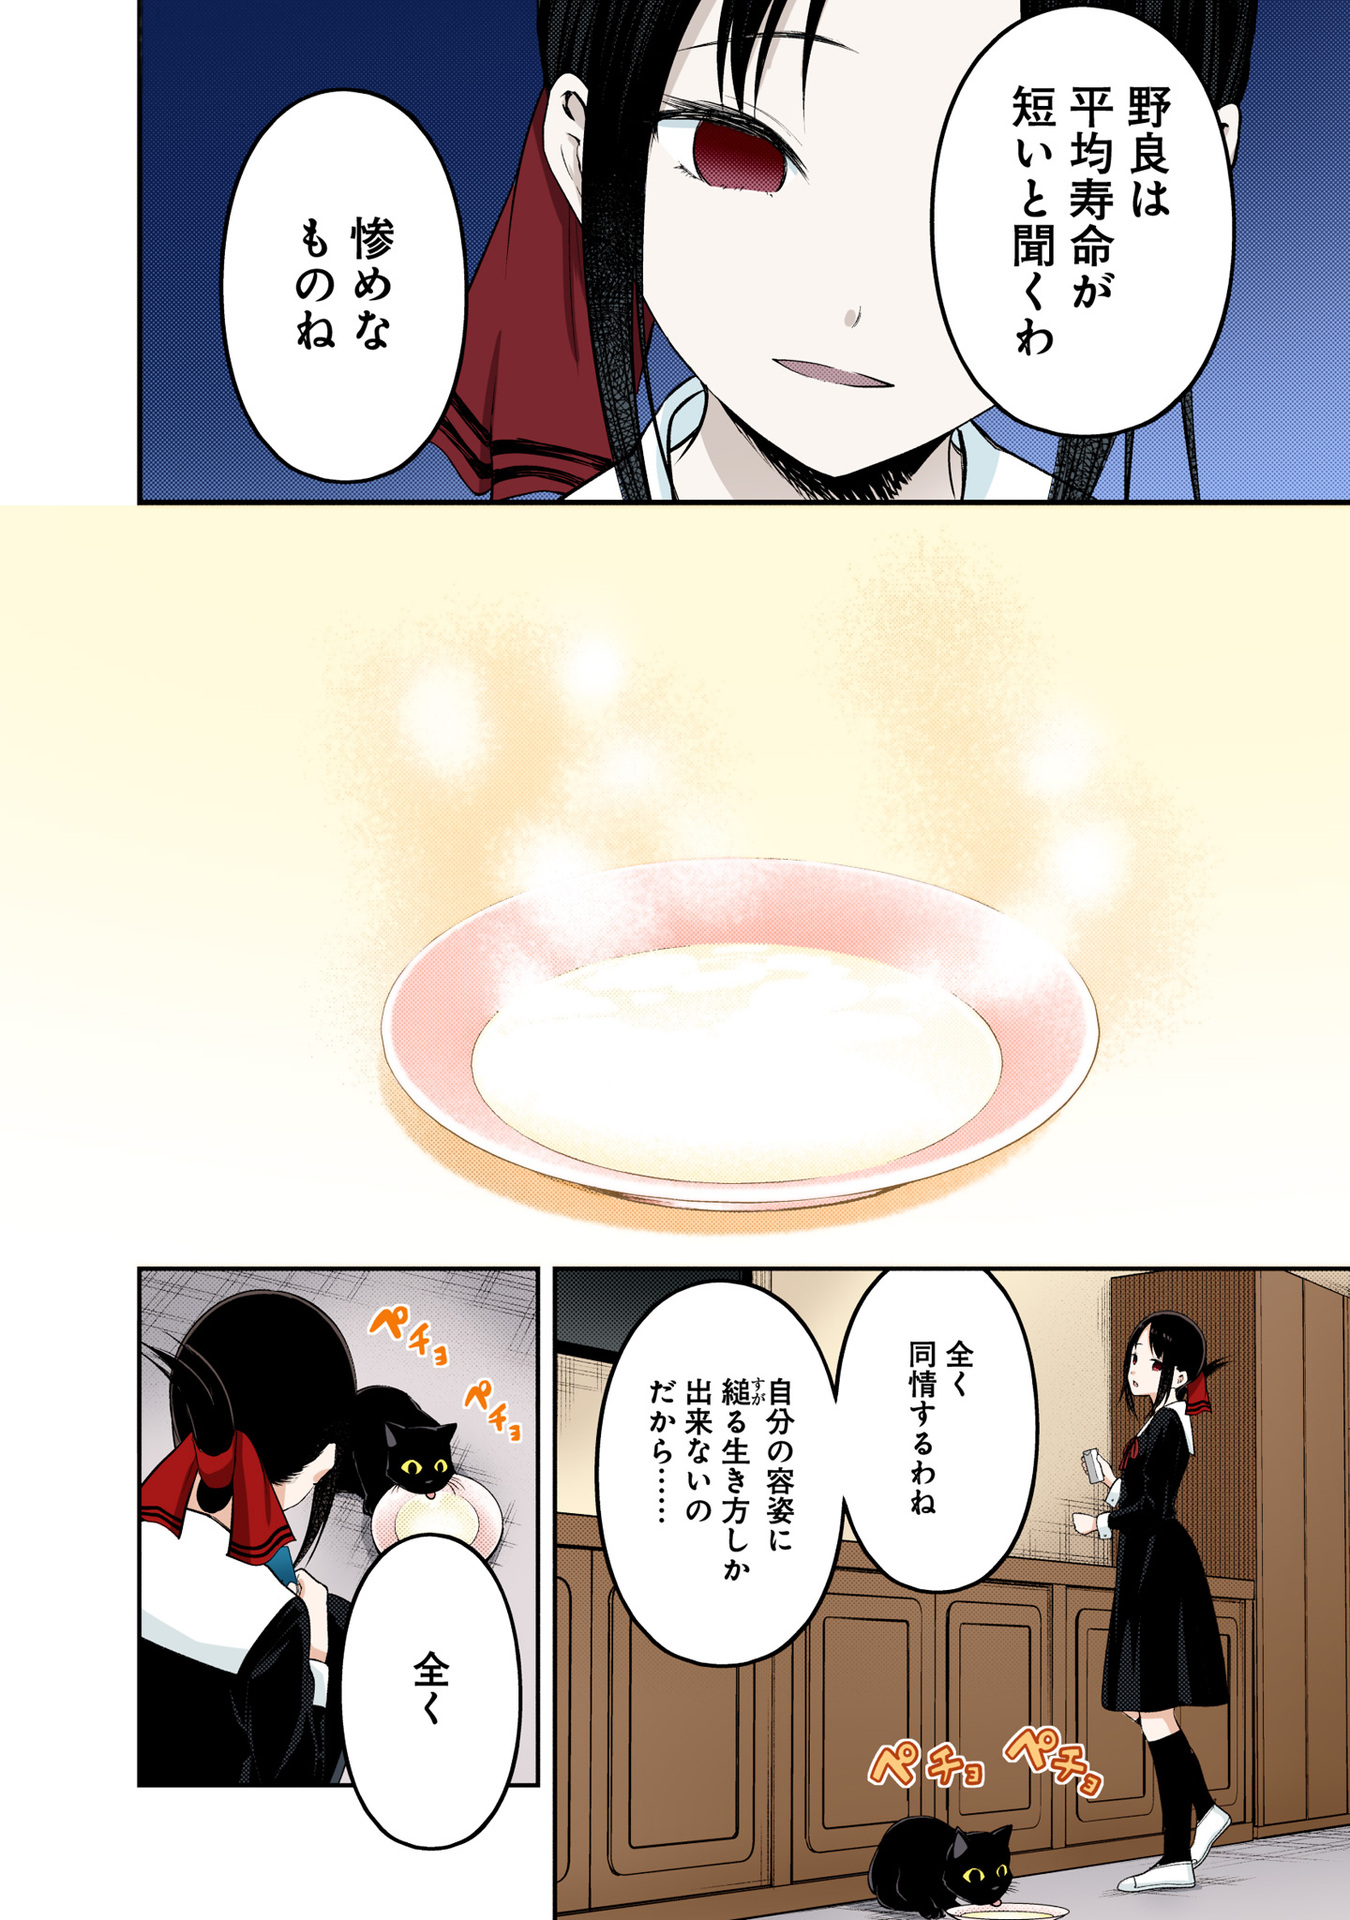 野良は
平均寿命が
短いと聞くわ
惨めな
ものね
全く
同情するわね
自分の容姿に
縋る生き方しか
すが
出来ないの
だから……
ペチョ
ペチョ
ペチョ
ペチョ
全く